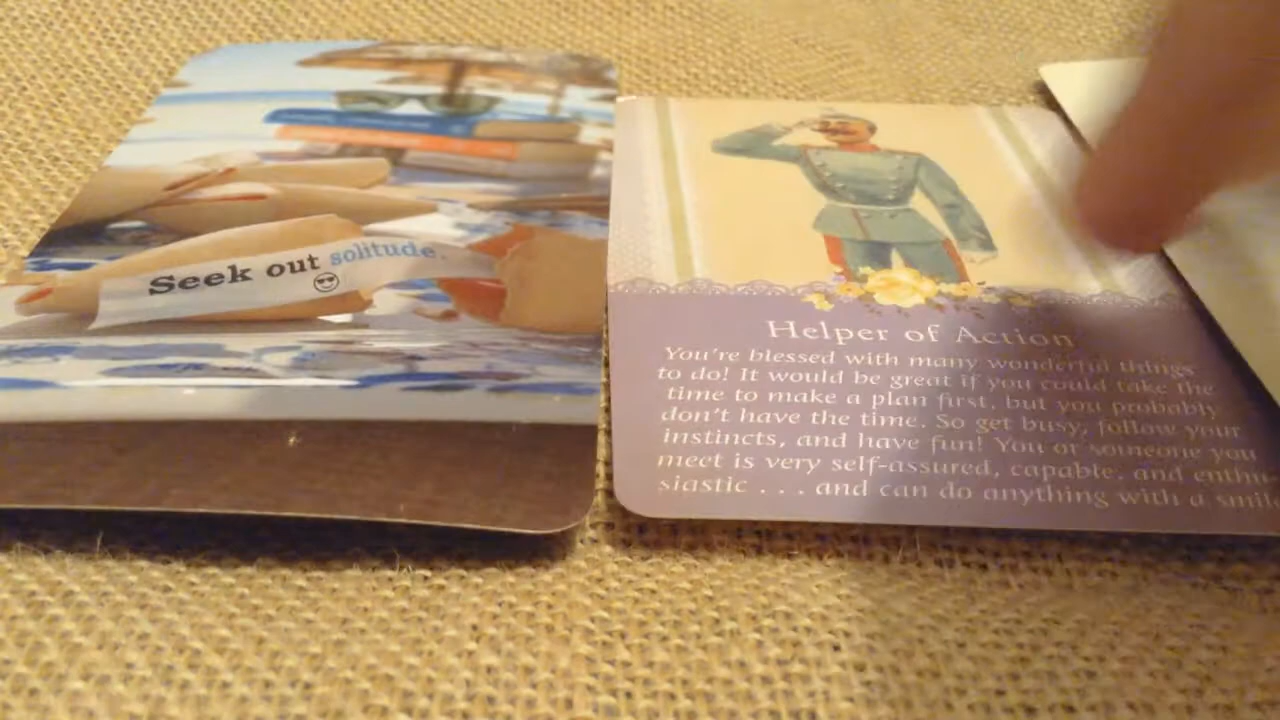 Seek out solitude.
Helper of Action
You're blessed with many wonderful things
to do! It would be great if you could take the
time to make a plan first, but you probably
don't have the time. So get busy, follow your
instincts, and have fun! You or someone you
meet is very self-assured, capable, and enthu
siastic . . . and can do anything with a smil